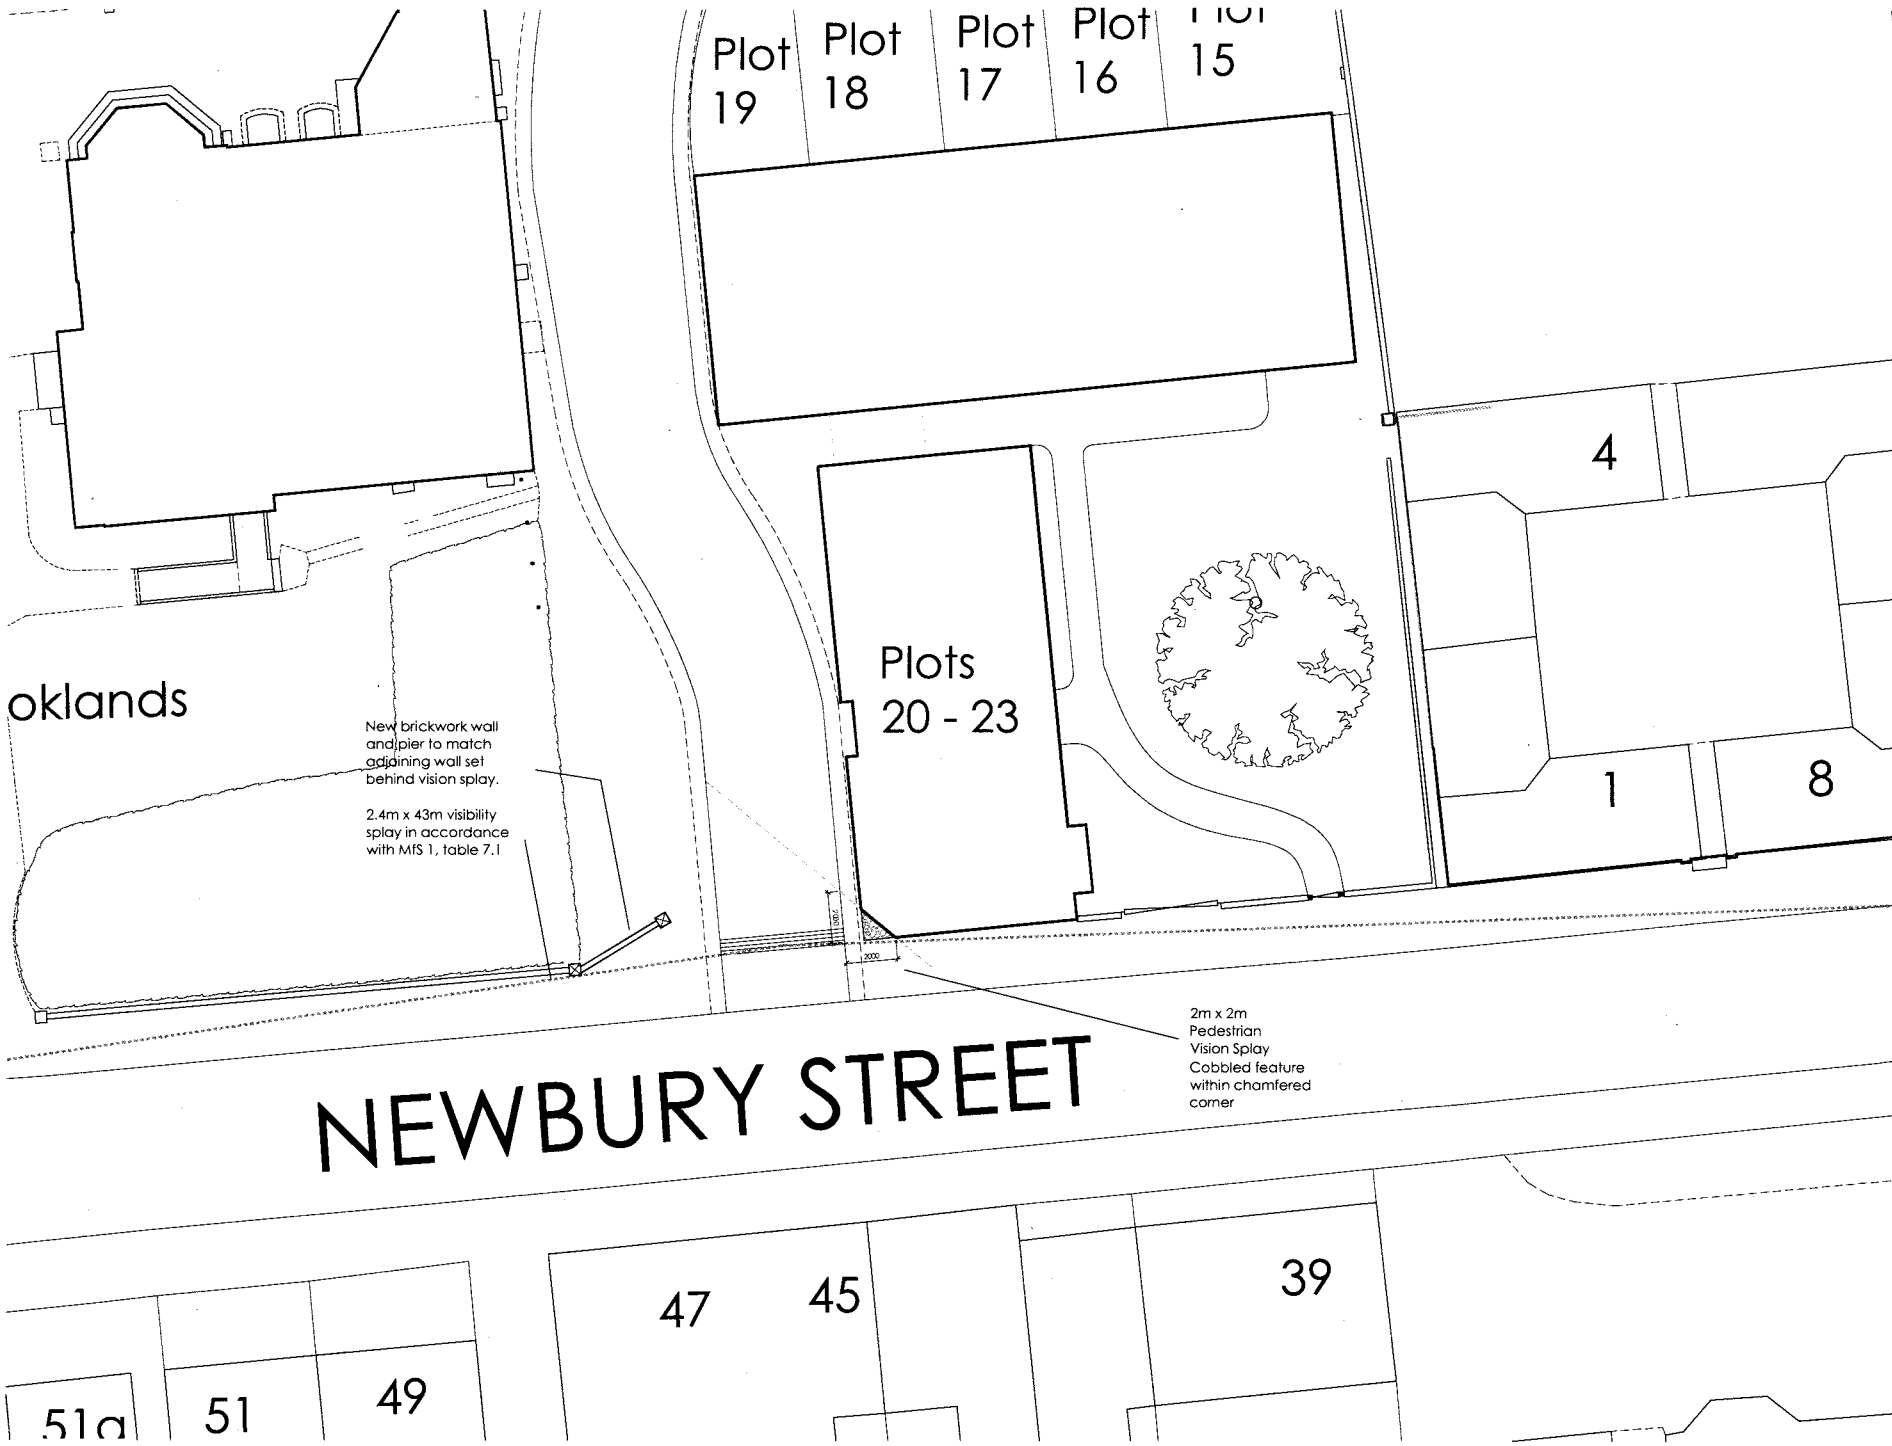 Plot
19
Plot
18
Plot
17
Plot
16
Plot
15
4
oklands
Plots
20 - 23
New brickwork wall
and pier to match
adjoining wall set
behind vision splay.
2.4m x 43m visibility
splay in accordance
with MfS 1, table 7.1
1
8
2000
2000
2m x 2m
Pedestrian
Vision Splay
Cobbled feature
within chamfered
corner
NEWBURY STREET
47
45
39
51a
51
49